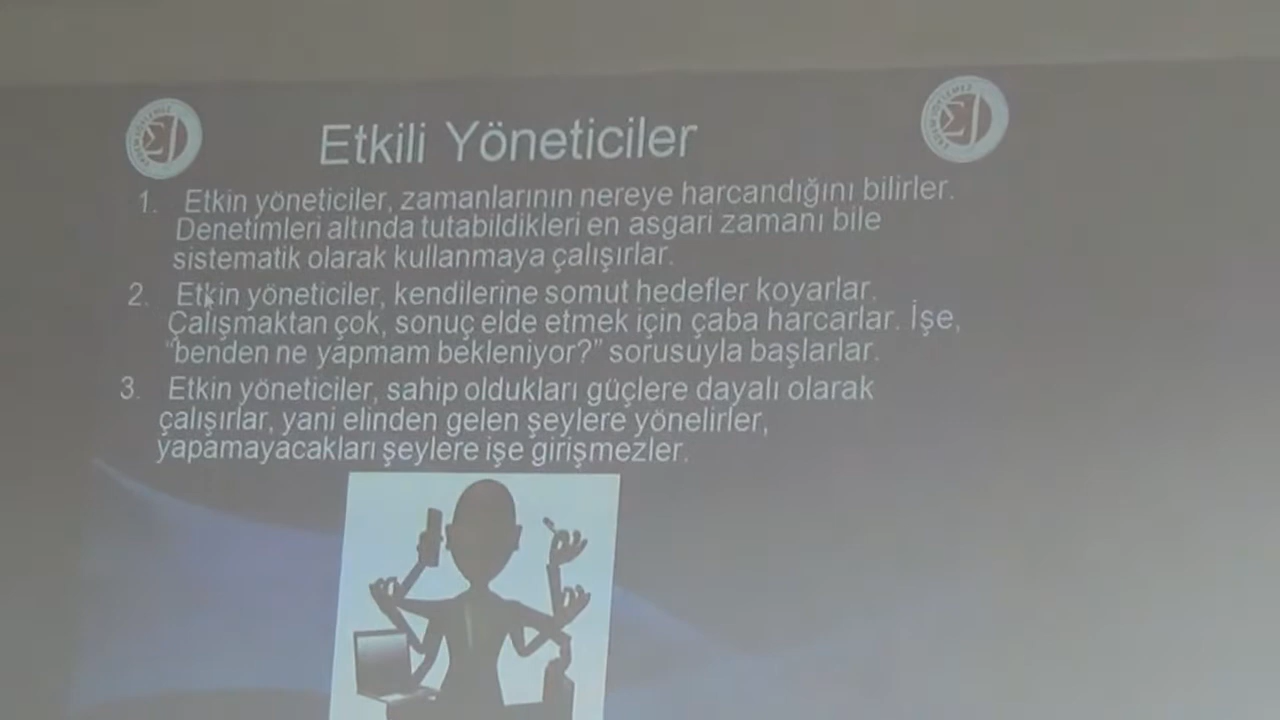 Etkili Yöneticiler
1. Etkin yöneticiler, zamanlarının nereye harcandığını bilirler.
Denetimleri altında tutabildikleri en asgari zamanı bile
sistematik olarak kullanmaya çalışırlar.
2. Etkin yöneticiler, kendilerine somut hedefler koyarlar.
Çalışmaktan çok, sonuç elde etmek için çaba harcarlar. İşe,
"benden ne yapmam bekleniyor?" sorusuyla başlarlar.
3. Etkin yöneticiler, sahip oldukları güçlere dayalı olarak
çalışırlar, yani elinden gelen şeylere yönelirler,
yapamayacakları şeylere işe girişmezler.